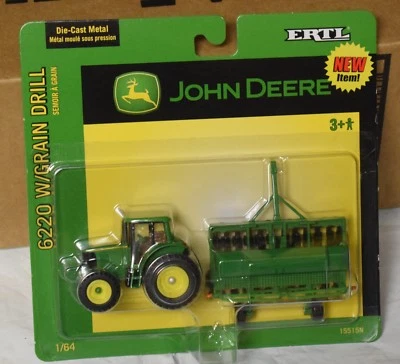 Die-Cast Metal
Métal moulé sous pression
ERTL
NEW
Item!
JOHN DEERE
3+
6220 W/GRAIN DRILL
SEMOIR À GRAIN
1/64
15515N